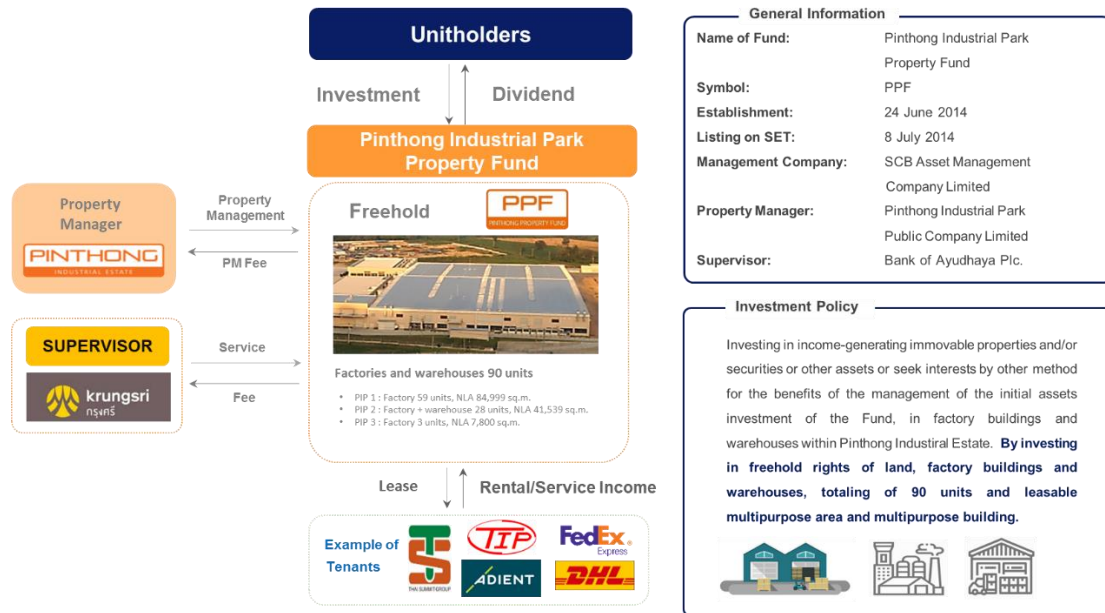 Unitholders
Investment
Dividend
Pinthong Industrial Park
Property Fund
Property
Manager
PINTHONG
INDUSTRIAL ESTATE
Property
Management
PM Fee
Freehold
PPF
PINTHONG PROPERTY FUND
SUPERVISOR
krungsri
กรุงศรี
Service
Fee
Factories and warehouses 90 units
• PIP 1 : Factory 59 units, NLA 84,999 sq.m.
• PIP 2 : Factory + warehouse 28 units, NLA 41,539 sq.m.
• PIP 3 : Factory 3 units, NLA 7,800 sq.m.
Lease
Rental/Service Income
Example of
Tenants
THAI SUMMIT GROUP
TIP
FedEx®
Express
ADIENT
DHL
General Information
Name of Fund: Pinthong Industrial Park
Property Fund
Symbol: PPF
Establishment: 24 June 2014
Listing on SET: 8 July 2014
Management Company: SCB Asset Management
Company Limited
Property Manager: Pinthong Industrial Park
Public Company Limited
Supervisor: Bank of Ayudhaya Plc.
Investment Policy
Investing in income-generating immovable properties and/or
securities or other assets or seek interests by other method
for the benefits of the management of the initial assets
investment of the Fund, in factory buildings and
warehouses within Pinthong Industiral Estate. By investing
in freehold rights of land, factory buildings and
warehouses, totaling of 90 units and leasable
multipurpose area and multipurpose building.